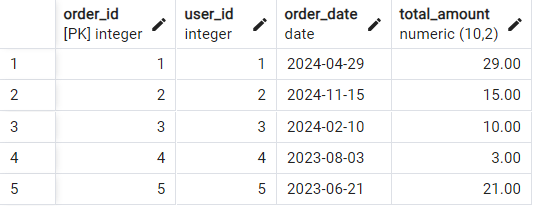 order_id user_id order_date total_amount
[PK] integer integer date numeric (10,2)
1 1 1 2024-04-29 29.00
2 2 2 2024-11-15 15.00
3 3 3 2024-02-10 10.00
4 4 4 2023-08-03 3.00
5 5 5 2023-06-21 21.00